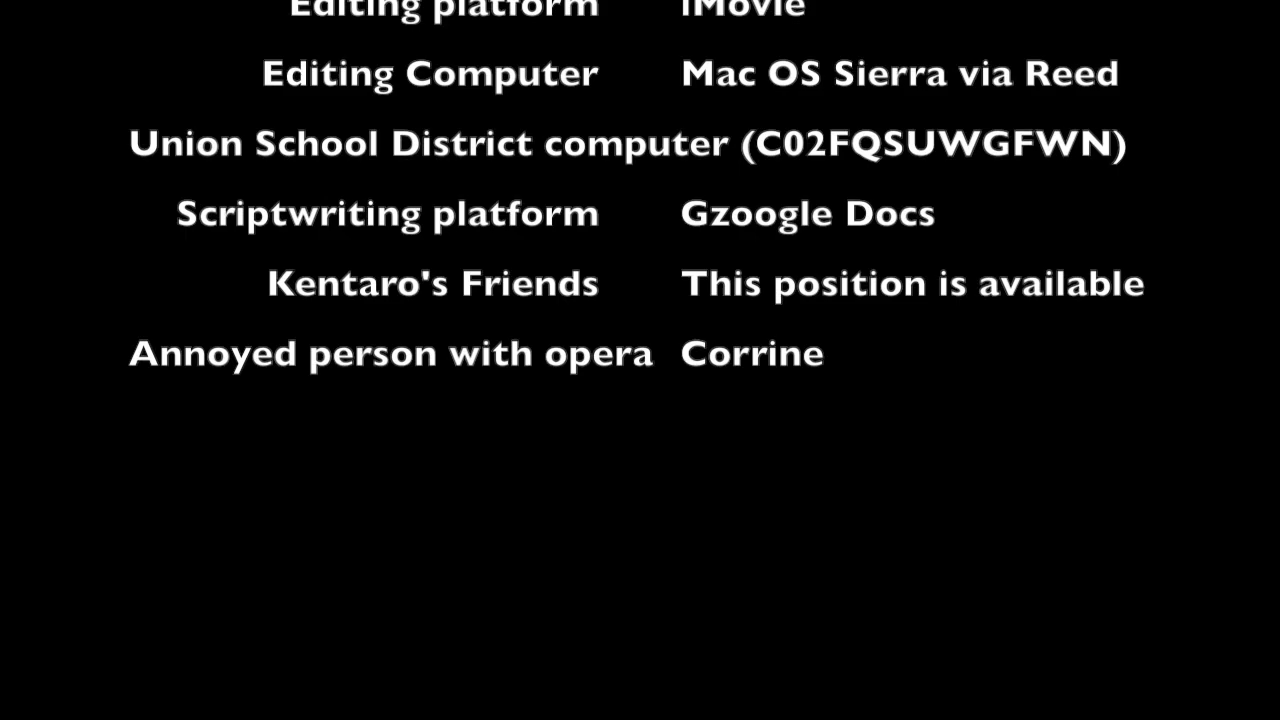 Editing platform iMovie
Editing Computer Mac OS Sierra via Reed
Union School District computer (C02FQSUWGFWN)
Scriptwriting platform Gzoogle Docs
Kentaro's Friends This position is available
Annoyed person with opera Corrine